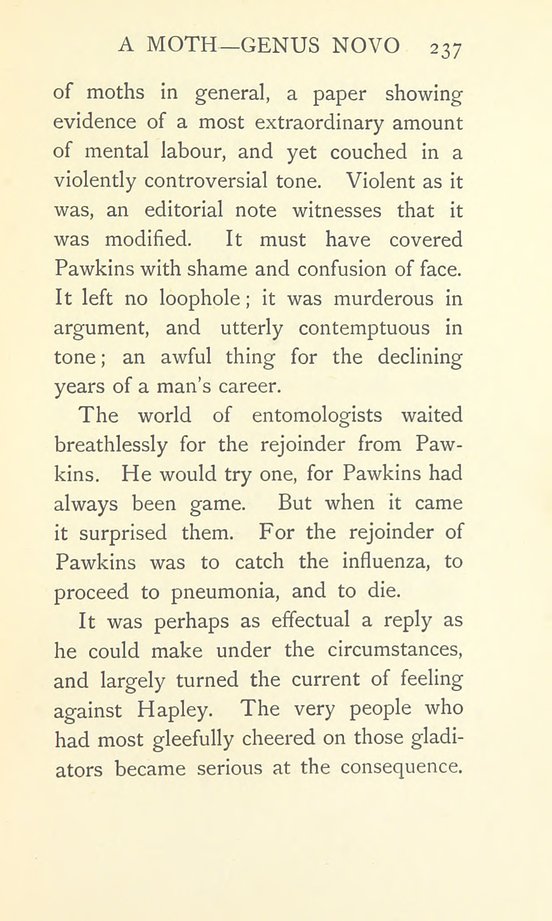 A MOTH—GENUS NOVO 237
of moths in general, a paper showing
evidence of a most extraordinary amount
of mental labour, and yet couched in a
violently controversial tone. Violent as it
was, an editorial note witnesses that it
was modified. It must have covered
Pawkins with shame and confusion of face.
It left no loophole; it was murderous in
argument, and utterly contemptuous in
tone; an awful thing for the declining
years of a man's career.
The world of entomologists waited
breathlessly for the rejoinder from Paw-
kins. He would try one, for Pawkins had
always been game. But when it came
it surprised them. For the rejoinder of
Pawkins was to catch the influenza, to
proceed to pneumonia, and to die.
It was perhaps as effectual a reply as
he could make under the circumstances,
and largely turned the current of feeling
against Hapley. The very people who
had most gleefully cheered on those gladi-
ators became serious at the consequence.